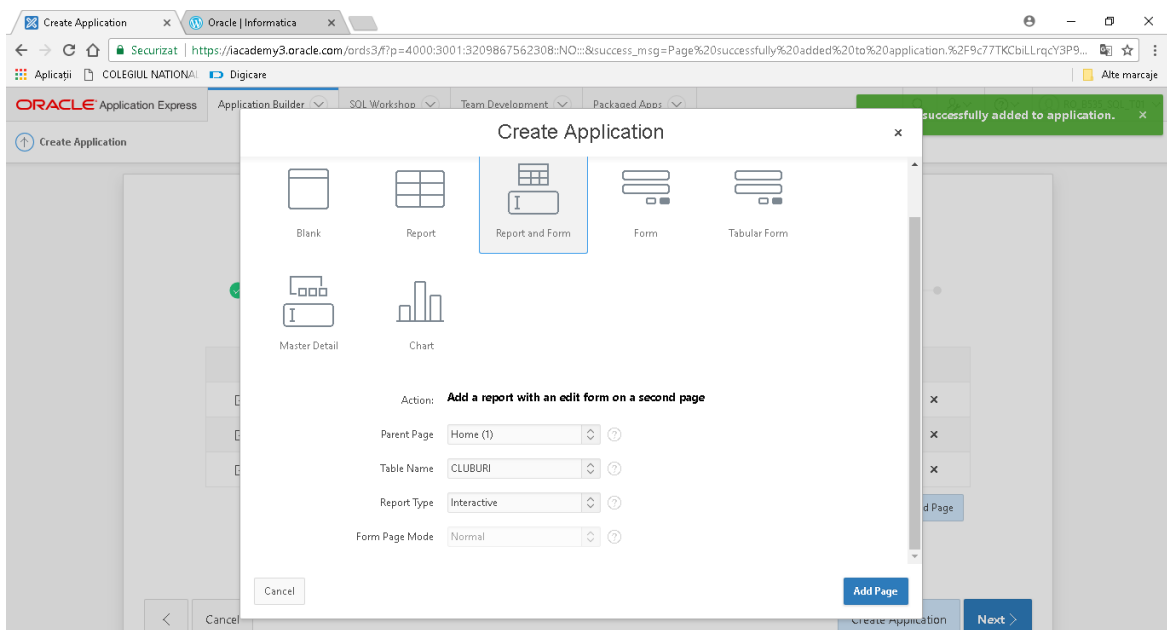 Create Application
Oracle | Informatica
Securizat
https://iacademy3.oracle.com/ords3/f?p=4000:3001:3209867562308::NO:::&success_msg=Page%20successfully%20added%20to%20application.%2F9c77TKCbiLLrqcY3P9...
Aplicații
COLEGIUL NATIONAL
Digicare
Alte marcaje
ORACLE Application Express
Application Builder
SQL Workshop
Team Development
Packaged Apps
successfully added to application.
Create Application
Create Application
Blank
Report
Report and Form
Form
Tabular Form
Master Detail
Chart
Action: Add a report with an edit form on a second page
Parent Page Home (1)
Table Name CLUBURI
Report Type Interactive
d Page
Form Page Mode Normal
Cancel
Add Page
Cancel
Create Application
Next